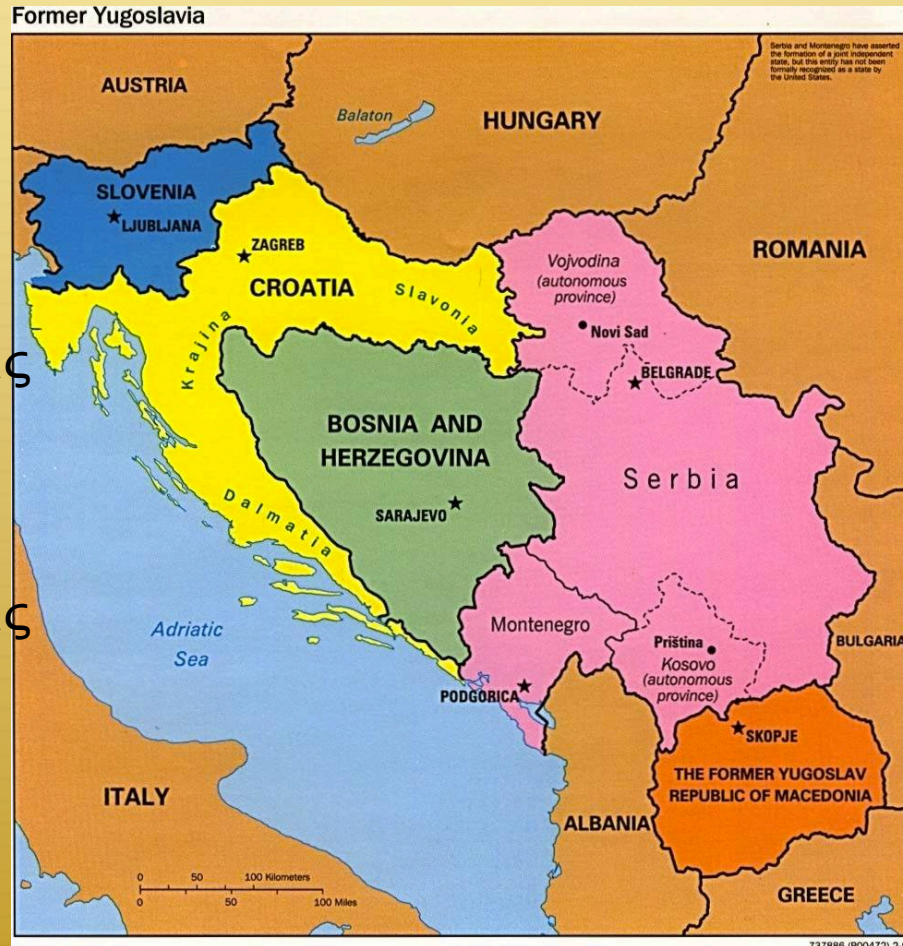 Former Yugoslavia
Serbia and Montenegro have asserted
the formation of a joint independent
state, but this entity has not been
formally recognized as a state by
the United States.
AUSTRIA
Balaton
HUNGARY
SLOVENIA
LJUBLJANA
ZAGREB
CROATIA
Slavonia
Krajina
Vojvodina
(autonomous
province)
Novi Sad
ROMANIA
BELGRADE
ς
BOSNIA AND
HERZEGOVINA
Serbia
SARAJEVO
Dalmatia
ς
Adriatic
Sea
Montenegro
Priština
Kosovo
(autonomous
province)
BULGARIA
PODGORICA
SKOPJE
THE FORMER YUGOSLAV
REPUBLIC OF MACEDONIA
ITALY
ALBANIA
0 50 100 Kilometers
0 50 100 Miles
GREECE